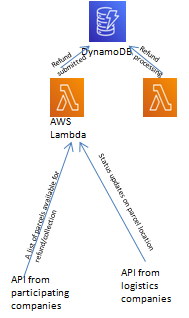 DynamoDB
Refund
submitted
Refund
processing
AWS
Lambda
A list of parcels available for
refund/collection
Status updates on parcel location
API from
participating
companies
API from
logistics
companies